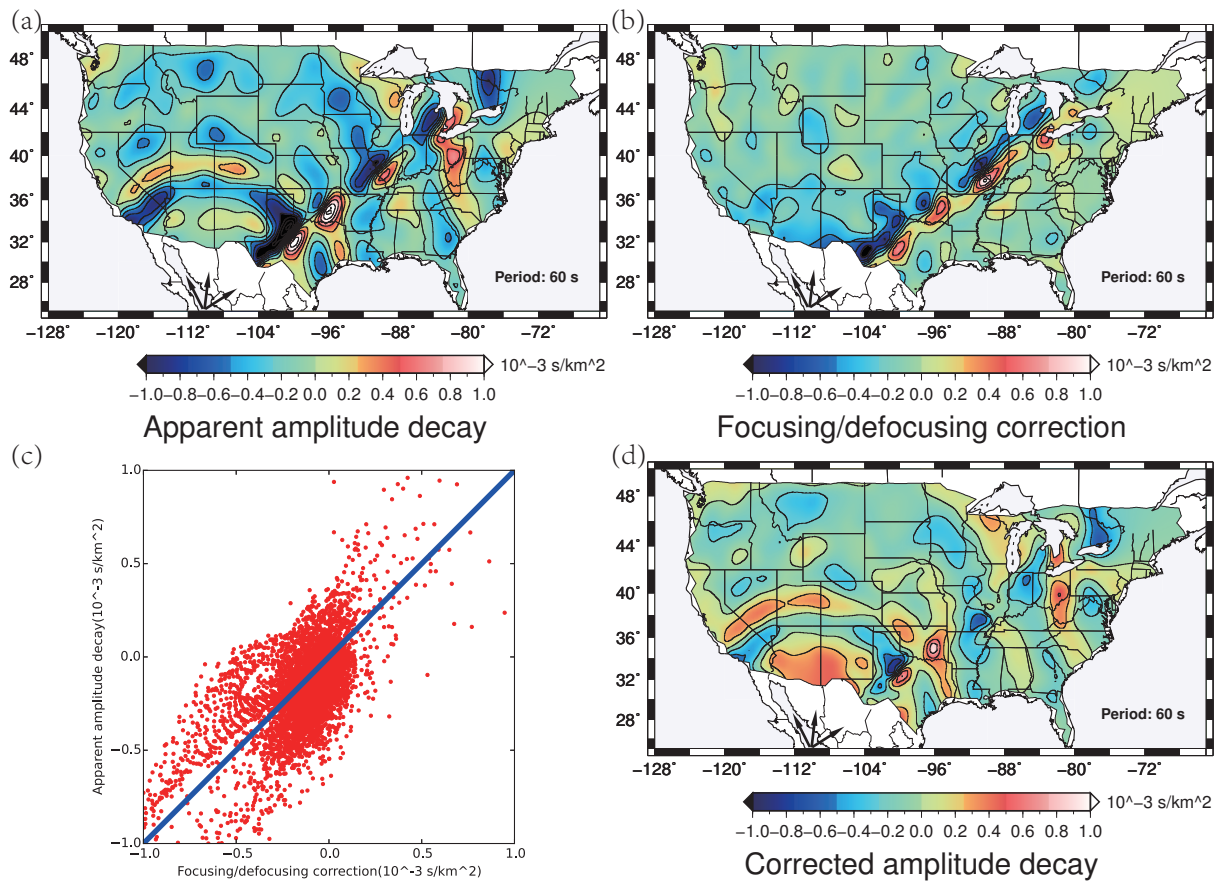 (a)
48°
44°
40°
36°
32°
28°
Period: 60 s
−128° −120° −112° −104° −96° −88° −80° −72°
10^−3 s/km^2
−1.0−0.8−0.6−0.4−0.2 0.0 0.2 0.4 0.6 0.8 1.0
Apparent amplitude decay
(b)
48°
44°
40°
36°
32°
28°
Period: 60 s
−128° −120° −112° −104° −96° −88° −80° −72°
10^−3 s/km^2
−1.0−0.8−0.6−0.4−0.2 0.0 0.2 0.4 0.6 0.8 1.0
Focusing/defocusing correction
(c)
Apparent amplitude decay(10^-3 s/km^2)
1.0
0.5
0.0
−0.5
−1.0
−1.0 −0.5 0.0 0.5 1.0
Focusing/defocusing correction(10^-3 s/km^2)
(d)
48°
44°
40°
36°
32°
28°
Period: 60 s
−128° −120° −112° −104° −96° −88° −80° −72°
10^−3 s/km^2
−1.0−0.8−0.6−0.4−0.2 0.0 0.2 0.4 0.6 0.8 1.0
Corrected amplitude decay